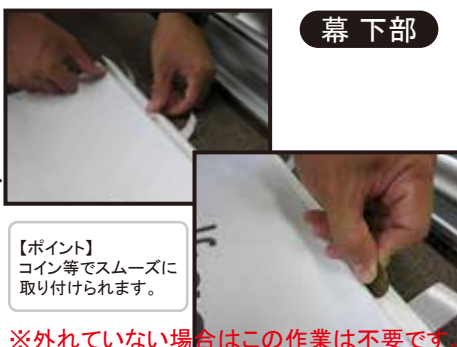 幕 下部
【ポイント】
コイン等でスムーズに
取り付けられます。
※外れていない場合はこの作業は不要です。